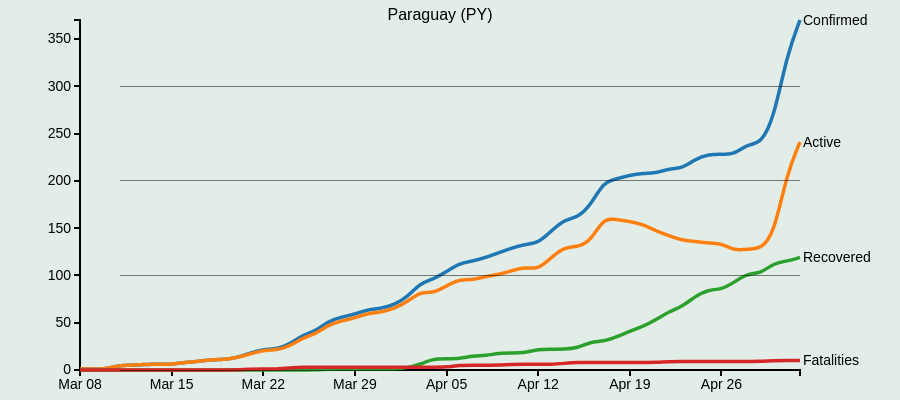 Paraguay (PY)
Confirmed
350
300
250
200
150
100
50
0
Active
Recovered
Fatalities
Mar 08 Mar 15 Mar 22 Mar 29 Apr 05 Apr 12 Apr 19 Apr 26